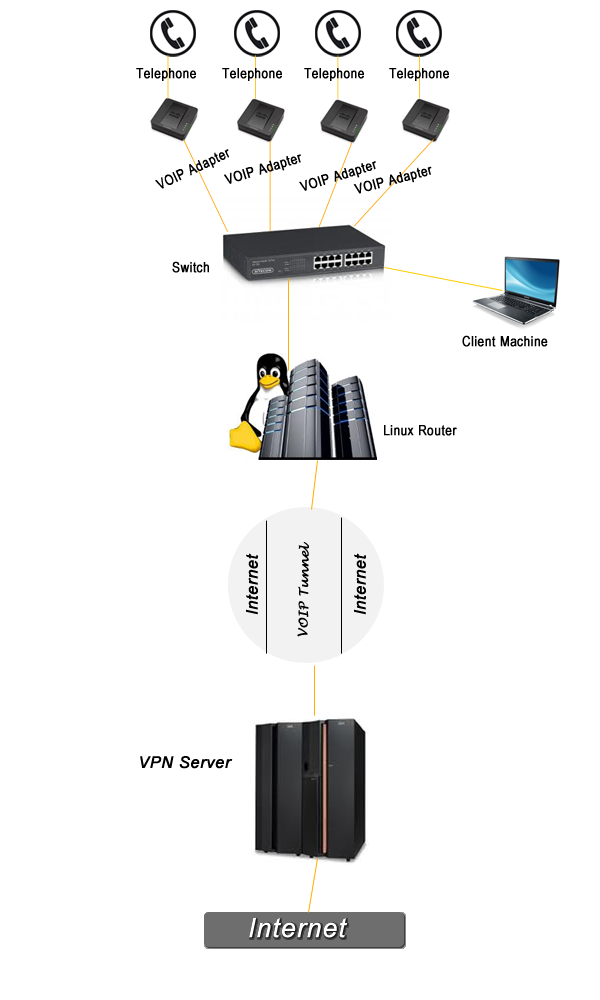 Telephone Telephone Telephone Telephone
VOIP Adapter VOIP Adapter VOIP Adapter VOIP Adapter
Switch
SITECOM
Client Machine
Linux Router
Internet VOIP Tunnel Internet
VPN Server
Internet